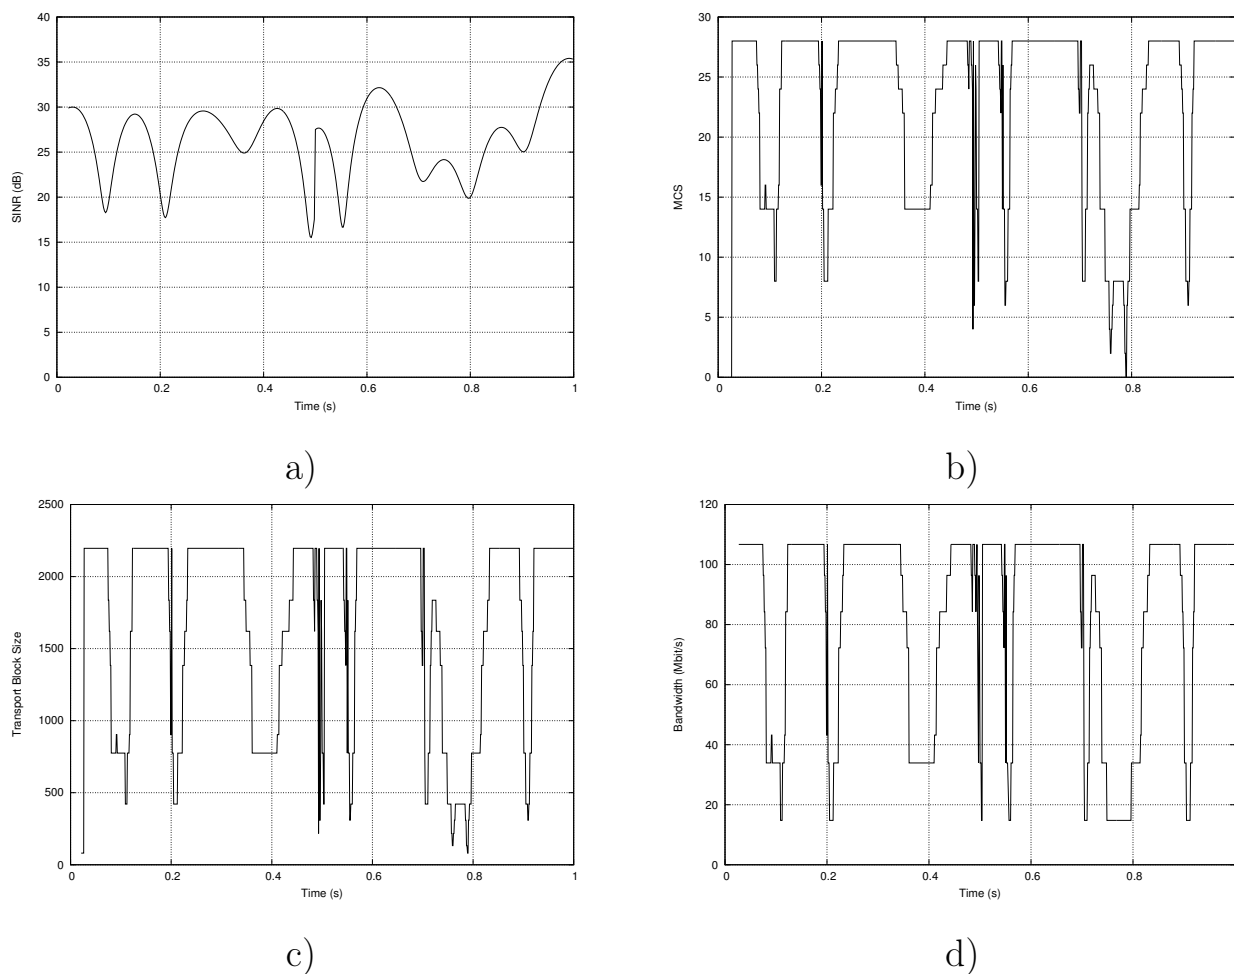 40
35
30
25
20
15
10
5
0
SINR (dB)
0 0.2 0.4 0.6 0.8 1
Time (s)
a)
30
25
20
15
10
5
0
MCS
0 0.2 0.4 0.6 0.8
Time (s)
b)
2500
2000
1500
1000
500
0
Transport Block Size
0 0.2 0.4 0.6 0.8 1
Time (s)
c)
120
100
80
60
40
20
0
Bandwidth (Mbit/s)
0 0.2 0.4 0.6 0.8
Time (s)
d)